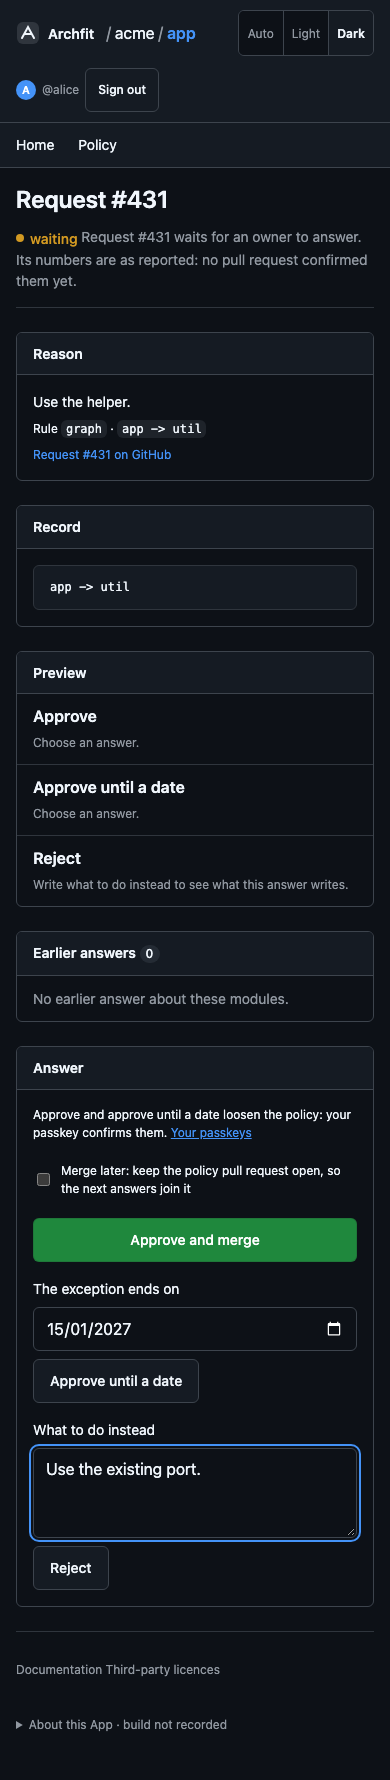 Archfit / acme / app
Auto Light Dark
A @alice Sign out
Home Policy
Request #431
waiting Request #431 waits for an owner to answer.
Its numbers are as reported: no pull request confirmed
them yet.
Reason
Use the helper.
Rule graph · app -> util
Request #431 on GitHub
Record
app -> util
Preview
Approve
Choose an answer.
Approve until a date
Choose an answer.
Reject
Write what to do instead to see what this answer writes.
Earlier answers 0
No earlier answer about these modules.
Answer
Approve and approve until a date loosen the policy: your
passkey confirms them. Your passkeys
Merge later: keep the policy pull request open, so
the next answers join it
Approve and merge
The exception ends on
15/01/2027
Approve until a date
What to do instead
Use the existing port.
Reject
Documentation Third-party licences
About this App · build not recorded